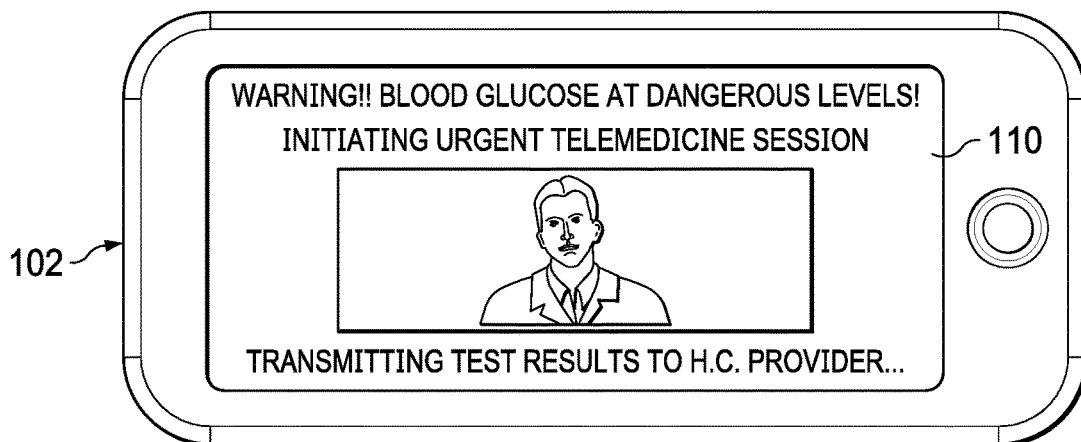 WARNING!! BLOOD GLUCOSE AT DANGEROUS LEVELS!
INITIATING URGENT TELEMEDICINE SESSION
110
102
TRANSMITTING TEST RESULTS TO H.C. PROVIDER...